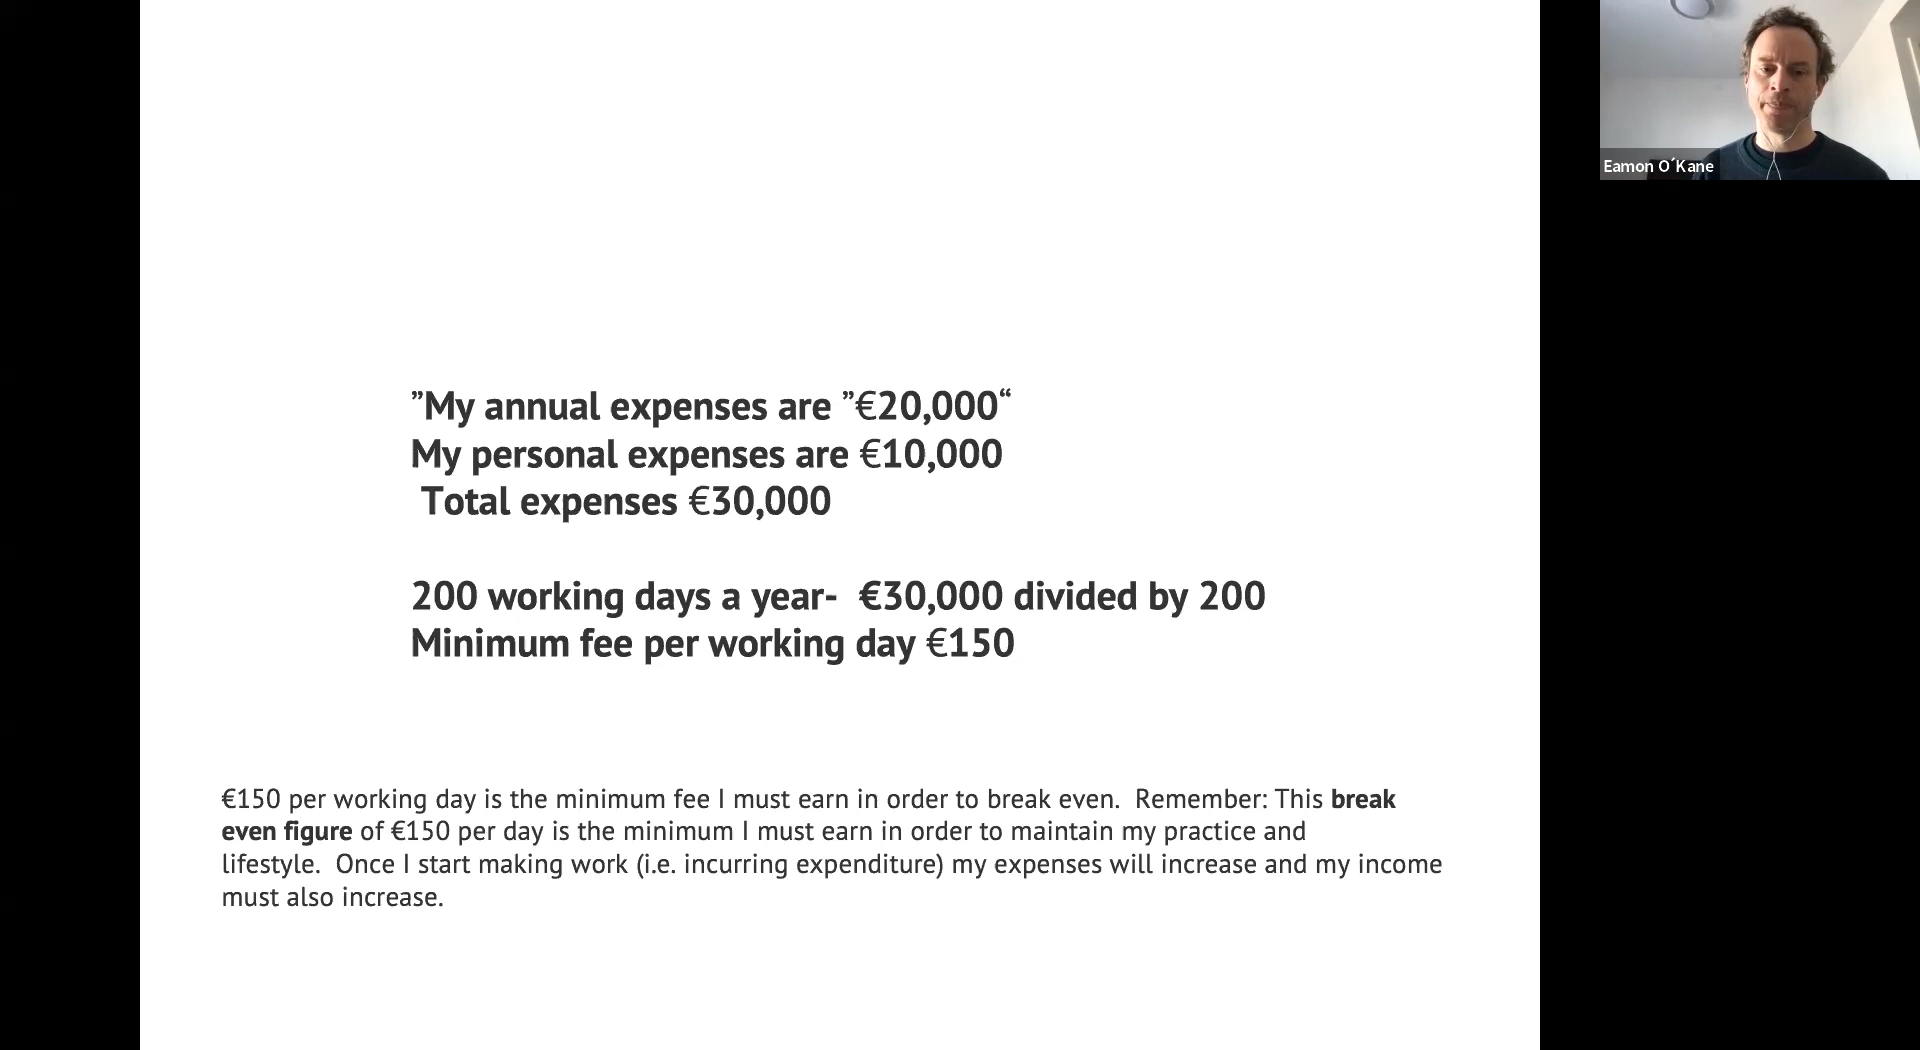 ”My annual expenses are ”€20,000“
My personal expenses are €10,000
Total expenses €30,000
200 working days a year-  €30,000 divided by 200
Minimum fee per working day €150
€150 per working day is the minimum fee I must earn in order to break even.  Remember: This break
even figure of €150 per day is the minimum I must earn in order to maintain my practice and
lifestyle.  Once I start making work (i.e. incurring expenditure) my expenses will increase and my income
must also increase.
Eamon O´Kane